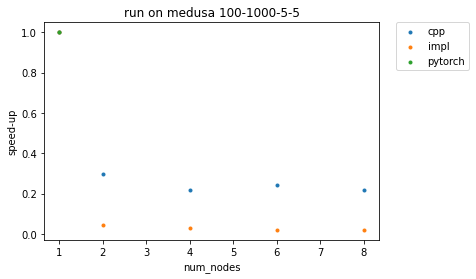 run on medusa 100-1000-5-5
cpp
impl
pytorch
speed-up
1.0
0.8
0.6
0.4
0.2
0.0
1 2 3 4 5 6 7 8
num_nodes